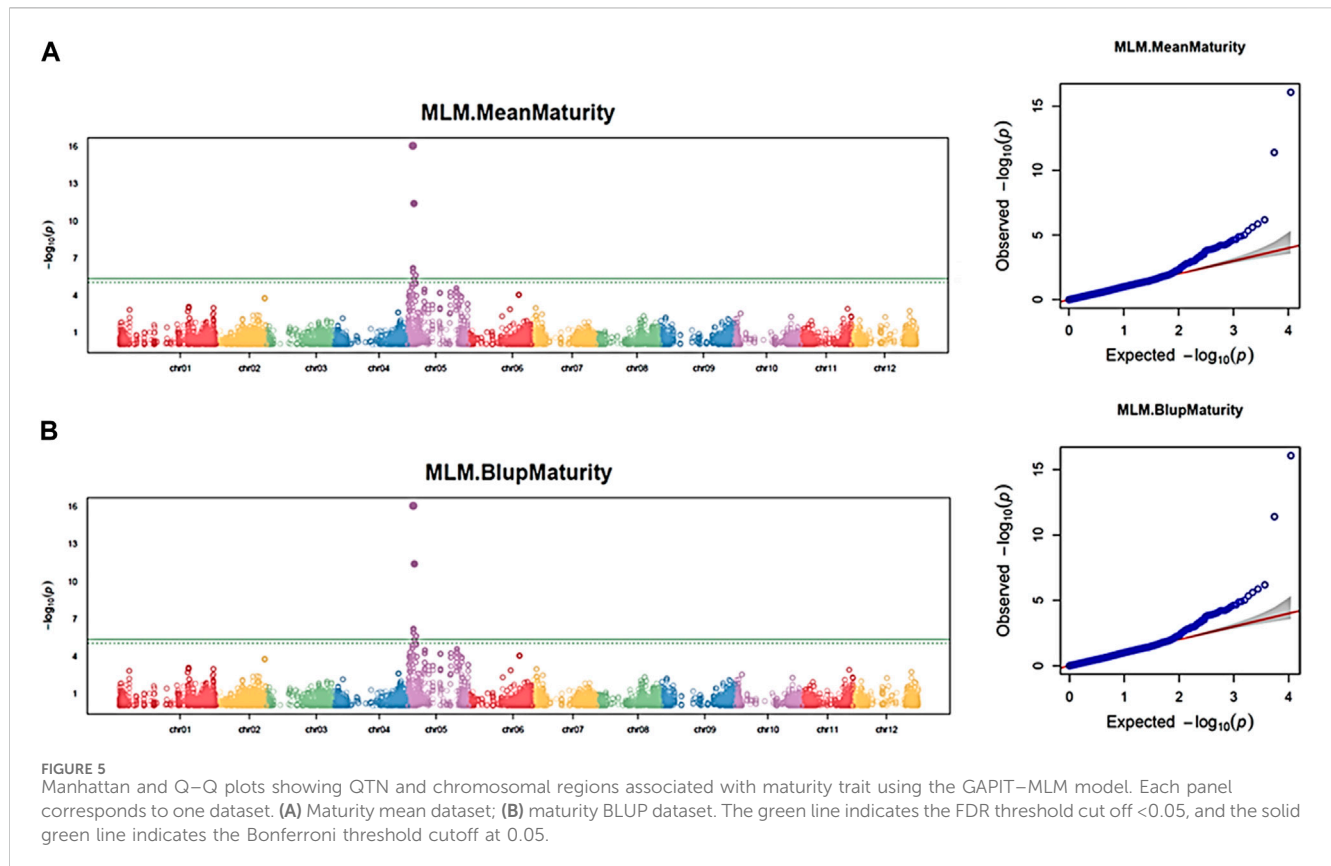 A
MLM.MeanMaturity
-log10(p)
16
13
10
7
4
1
chr01 chr02 chr03 chr04 chr05 chr06 chr07 chr08 chr09 chr10 chr11 chr12
MLM.MeanMaturity
Observed -log10(p)
15
10
5
0
0 1 2 3 4
Expected -log10(p)
B
MLM.BlupMaturity
-log10(p)
16
13
10
7
4
1
chr01 chr02 chr03 chr04 chr05 chr06 chr07 chr08 chr09 chr10 chr11 chr12
MLM.BlupMaturity
Observed -log10(p)
15
10
5
0
0 1 2 3 4
Expected -log10(p)
FIGURE 5
Manhattan and Q–Q plots showing QTN and chromosomal regions associated with maturity trait using the GAPIT–MLM model. Each panel
corresponds to one dataset. (A) Maturity mean dataset; (B) maturity BLUP dataset. The green line indicates the FDR threshold cut off <0.05, and the solid
green line indicates the Bonferroni threshold cutoff at 0.05.